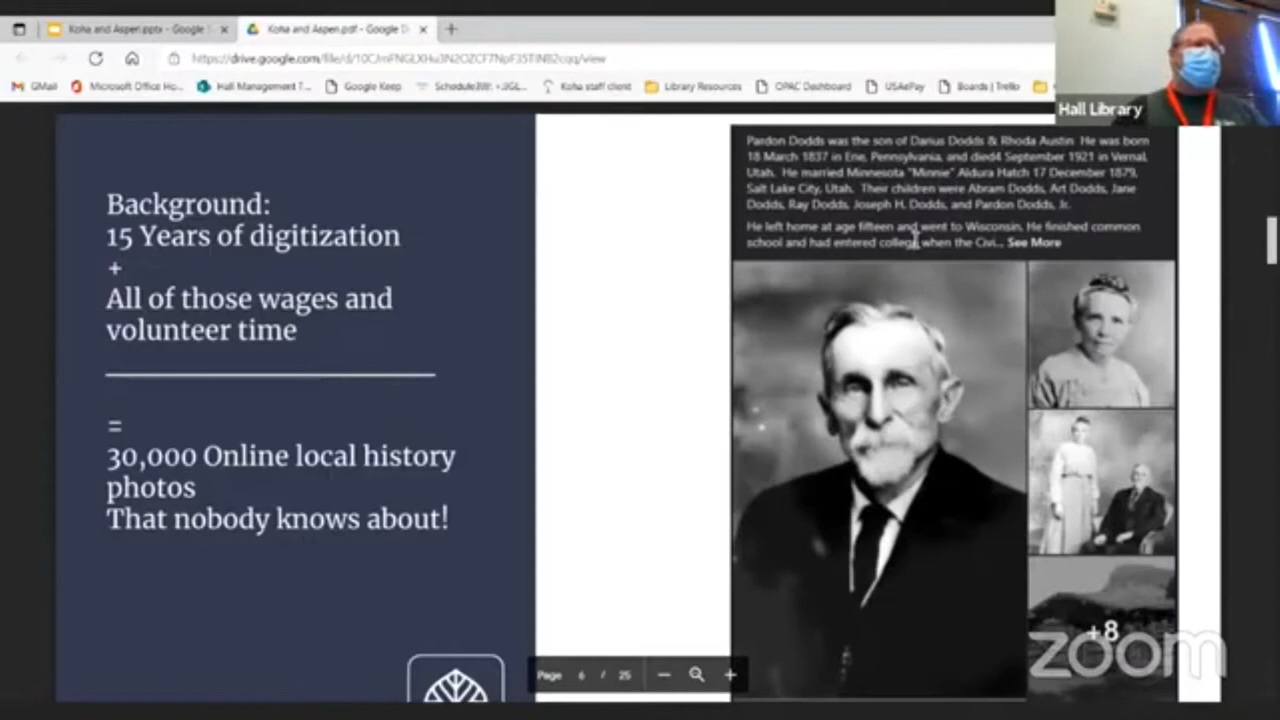 Koha and Aspen.pptx - Google S
Koha and Aspen.pdf - Google Dr
GMail
Microsoft Office Ho...
Hall Management T...
Google Keep
Koha staff client
Library Resources
OPAC Dashboard
USAePay
Boards | Trello
Hall Library
Background:
15 Years of digitization
+
All of those wages and
volunteer time
=
30,000 Online local history
photos
That nobody knows about!
Pardon Dodds was the son of Darius Dodds & Rhoda Austin He was born
18 March 1837 in Erie, Pennsylvania, and died4 September 1921 in Vernal,
Utah. He married Minnesota "Minnie" Aldura Hatch 17 December 1879,
Salt Lake City, Utah. Their children were Abram Dodds, Art Dodds, Jane
Dodds, Ray Dodds, Joseph H. Dodds, and Pardon Dodds, Jr.
He left home at age fifteen and went to Wisconsin. He finished common
school and had entered college when the Civi... See More
+8
Page 6 / 25
zoom